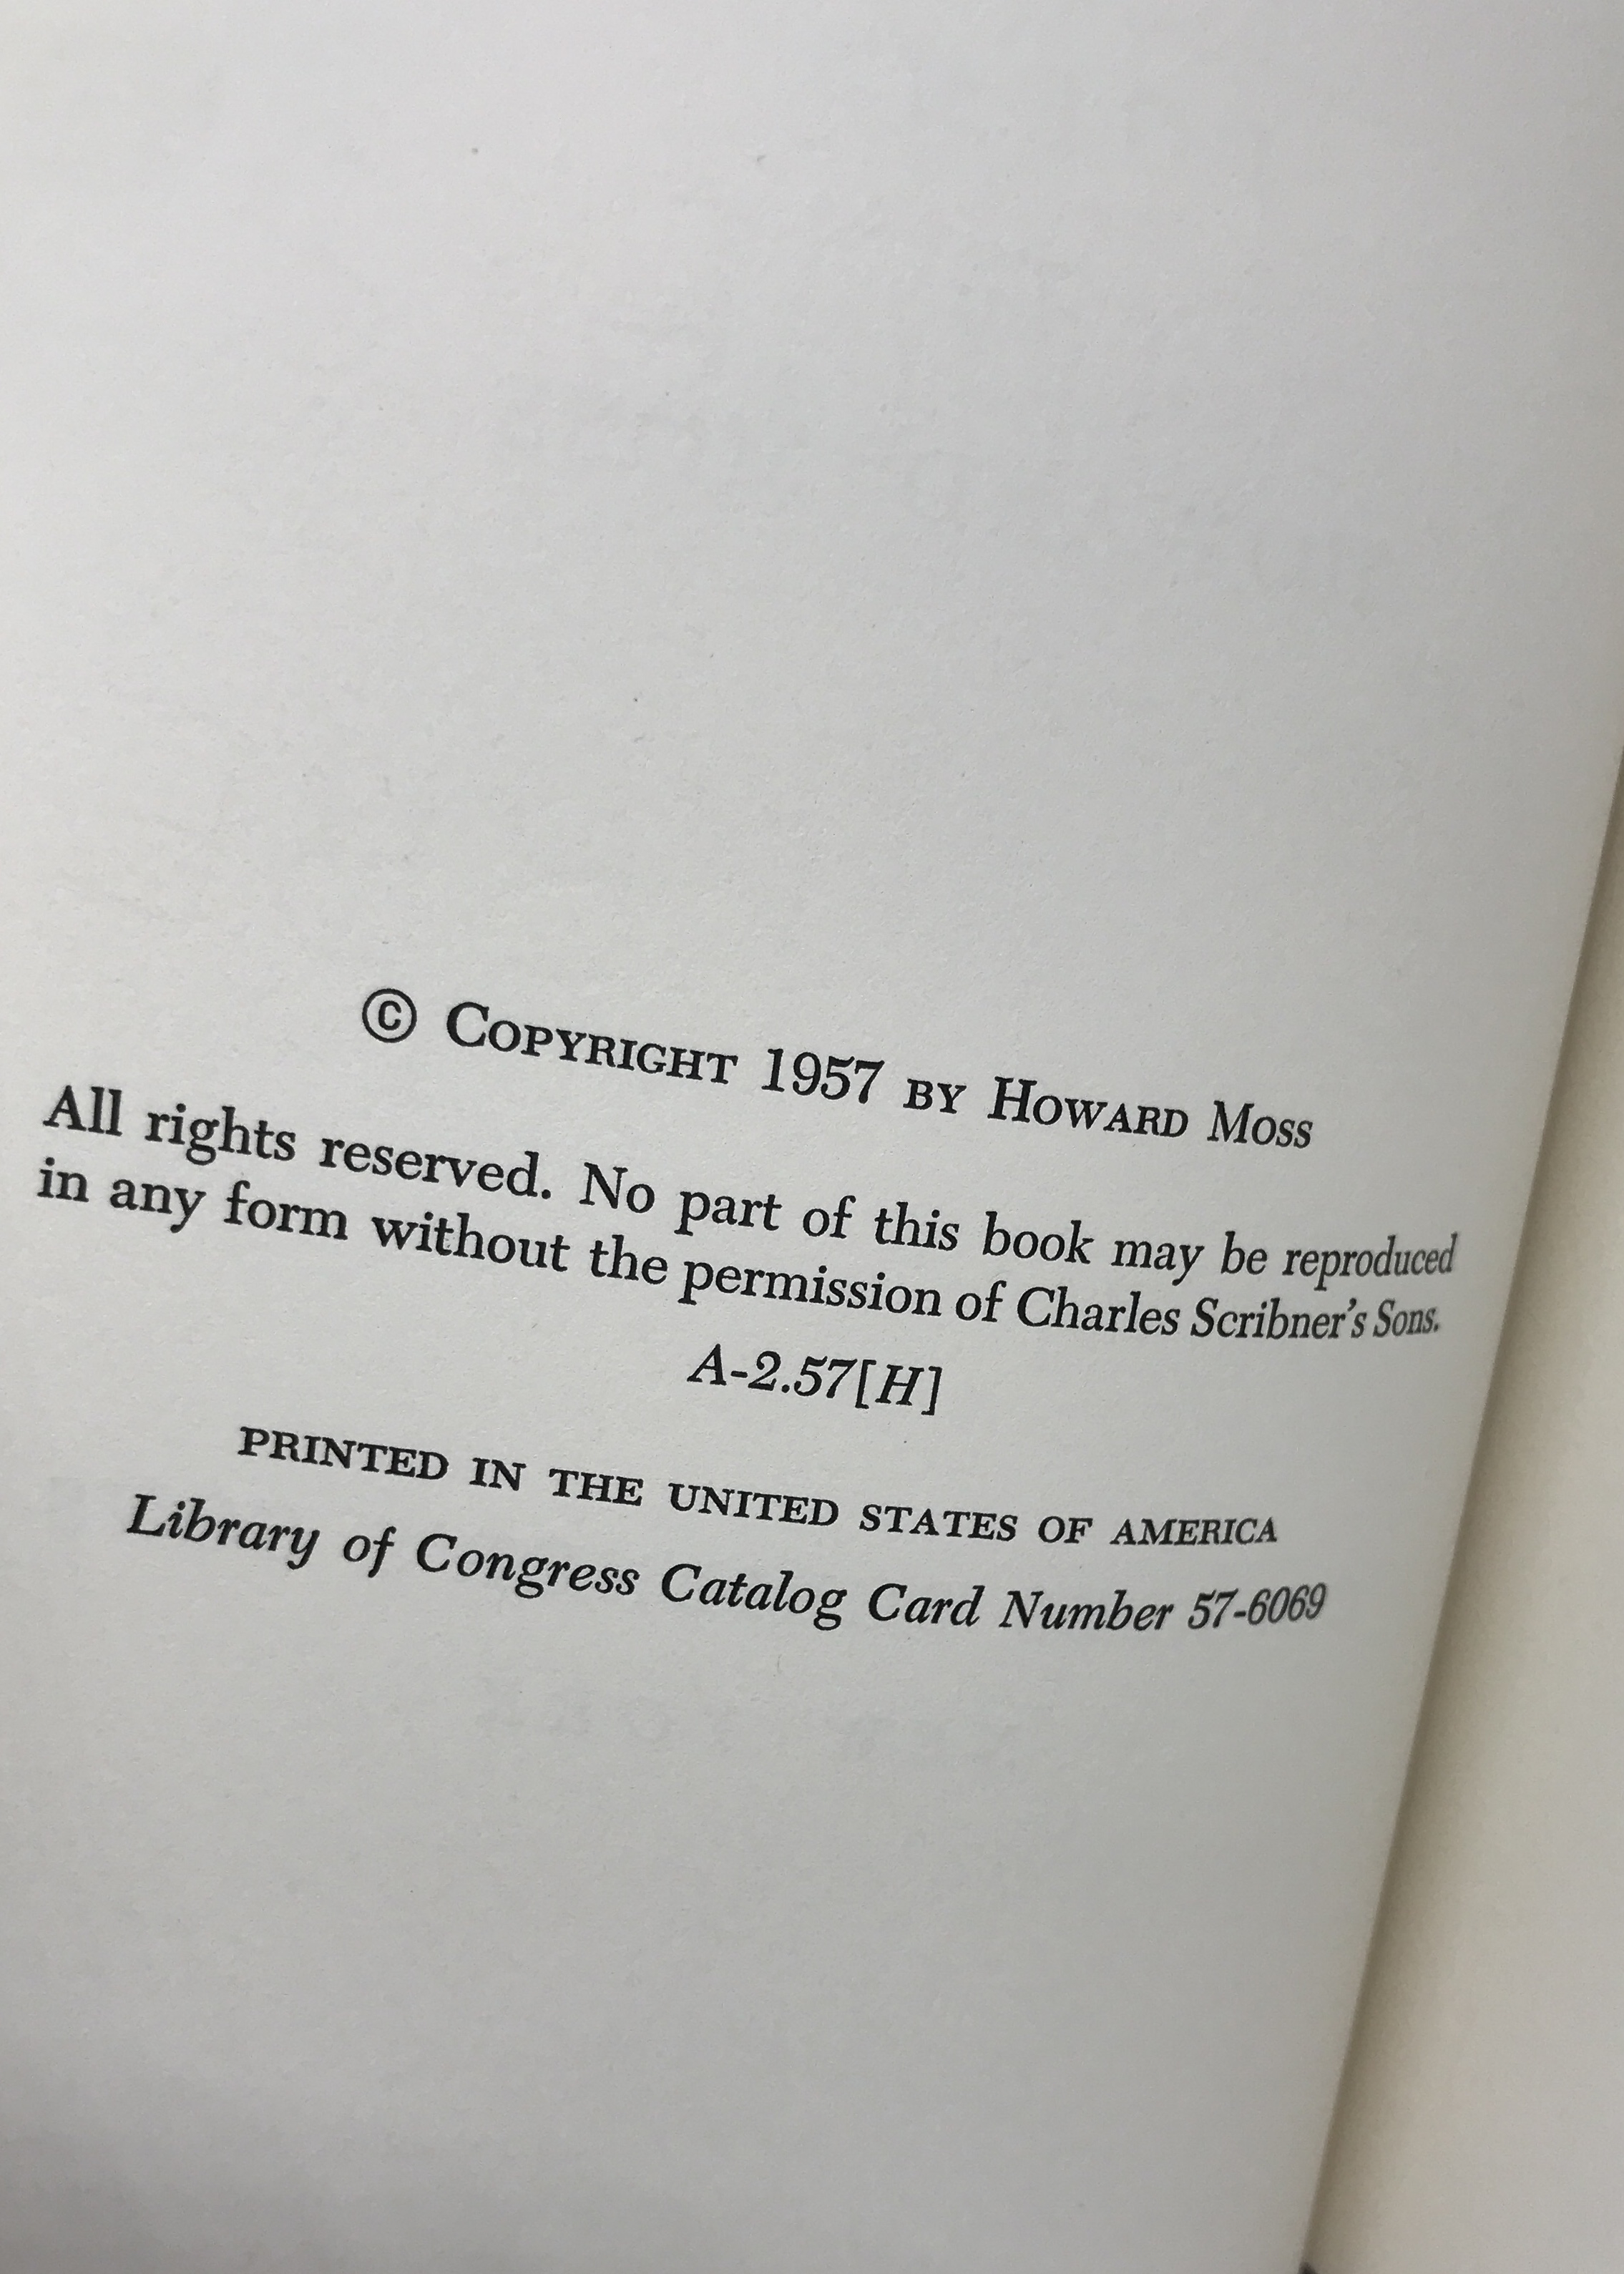 © COPYRIGHT 1957 BY HOWARD MOSS
All rights reserved. No part of this book may be reproduced
in any form without the permission of Charles Scribner's Sons.
A-2.57[H]
PRINTED IN THE UNITED STATES OF AMERICA
Library of Congress Catalog Card Number 57-6069